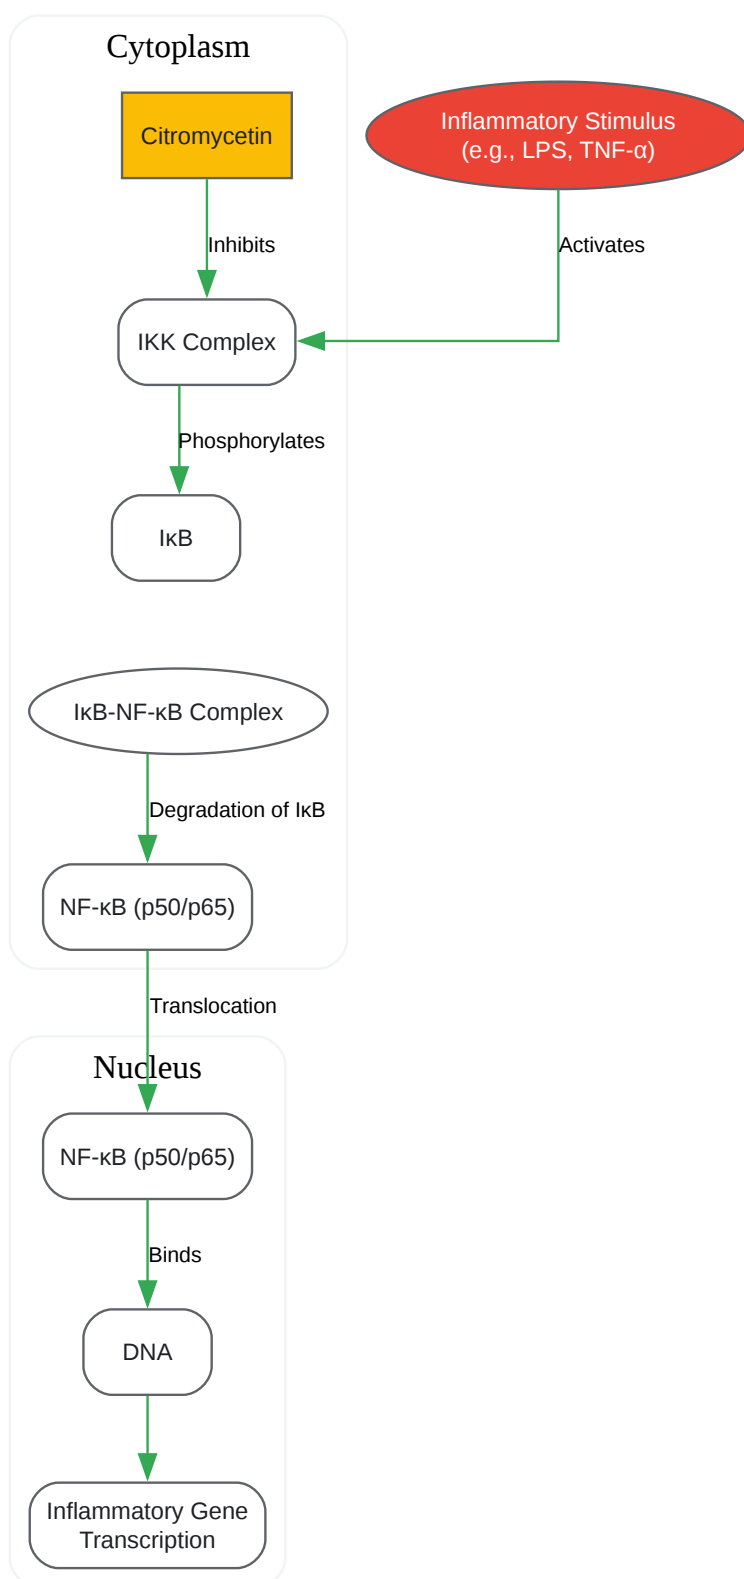 Cytoplasm
Citromycetin
Inflammatory Stimulus
(e.g., LPS, TNF-α)
Inhibits
Activates
IKK Complex
Phosphorylates
IκB
IκB-NF-κB Complex
Degradation of IκB
NF-κB (p50/p65)
Translocation
Nucleus
NF-κB (p50/p65)
Binds
DNA
Inflammatory Gene
Transcription